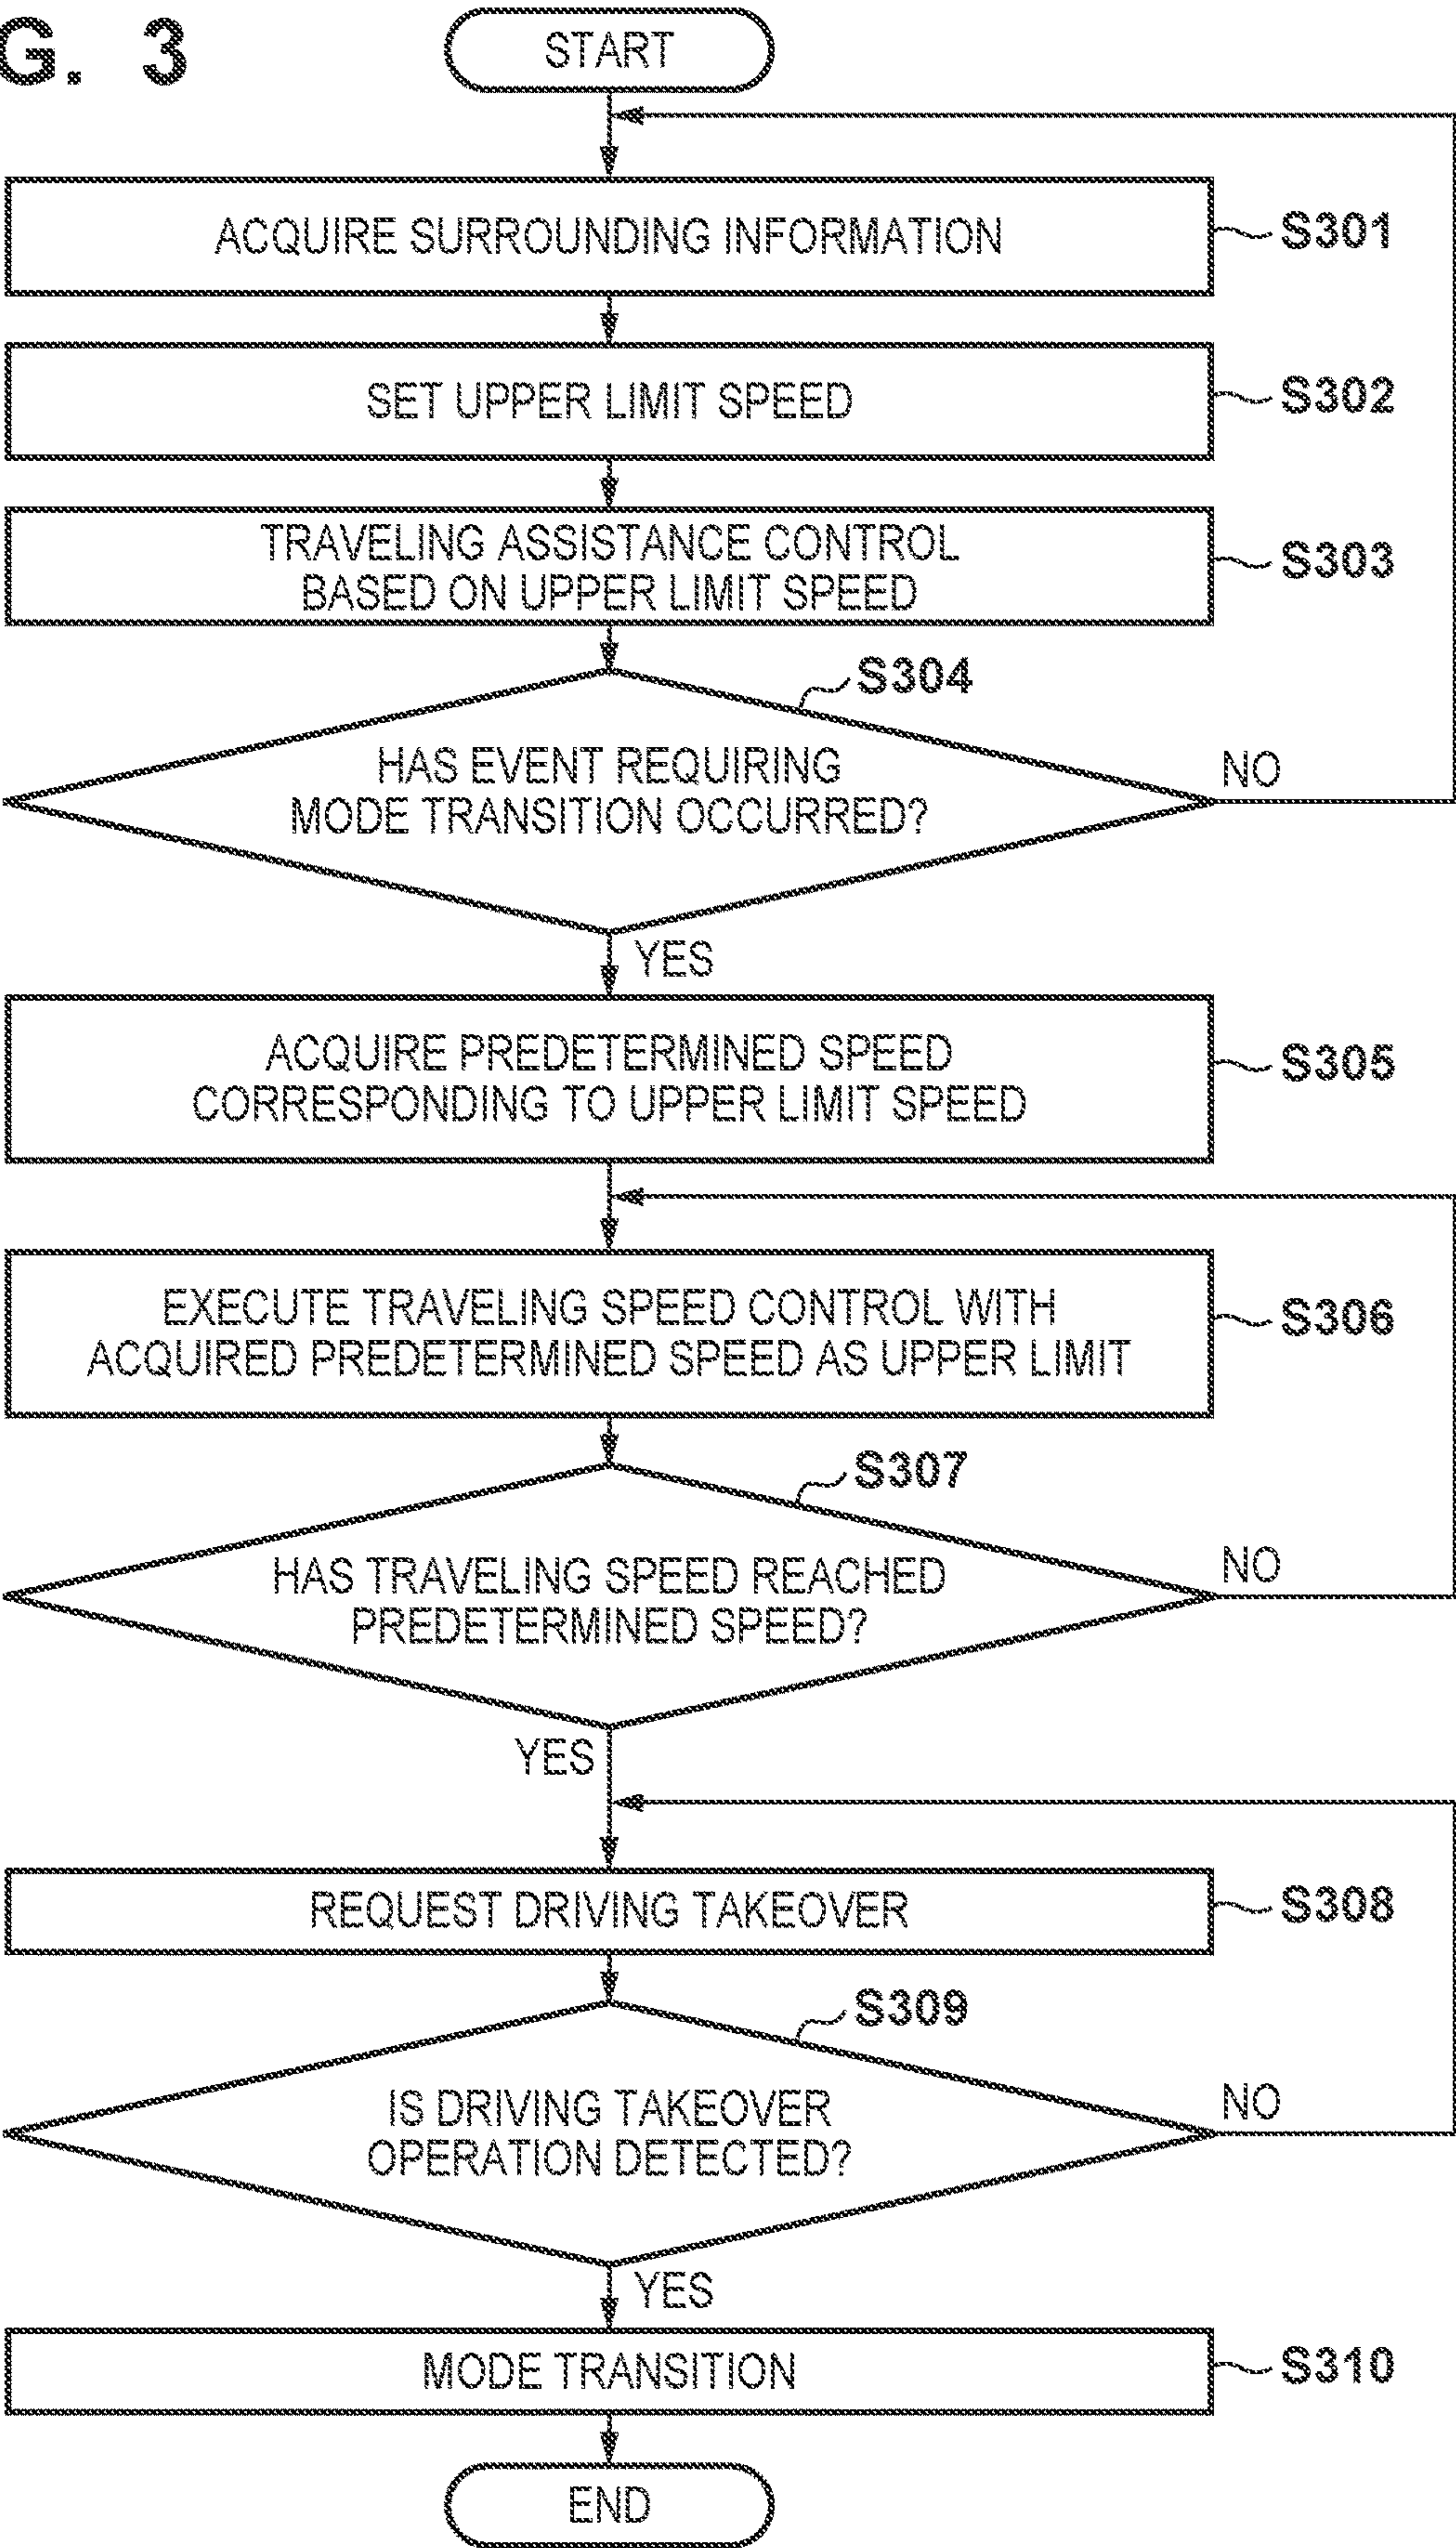 G. 3
START
ACQUIRE SURROUNDING INFORMATION
S301
SET UPPER LIMIT SPEED
S302
TRAVELING ASSISTANCE CONTROL
BASED ON UPPER LIMIT SPEED
S303
S304
HAS EVENT REQUIRING
MODE TRANSITION OCCURRED?
NO
YES
ACQUIRE PREDETERMINED SPEED
CORRESPONDING TO UPPER LIMIT SPEED
S305
EXECUTE TRAVELING SPEED CONTROL WITH
ACQUIRED PREDETERMINED SPEED AS UPPER LIMIT
S306
S307
HAS TRAVELING SPEED REACHED
PREDETERMINED SPEED?
NO
YES
REQUEST DRIVING TAKEOVER
S308
S309
IS DRIVING TAKEOVER
OPERATION DETECTED?
NO
YES
MODE TRANSITION
S310
END